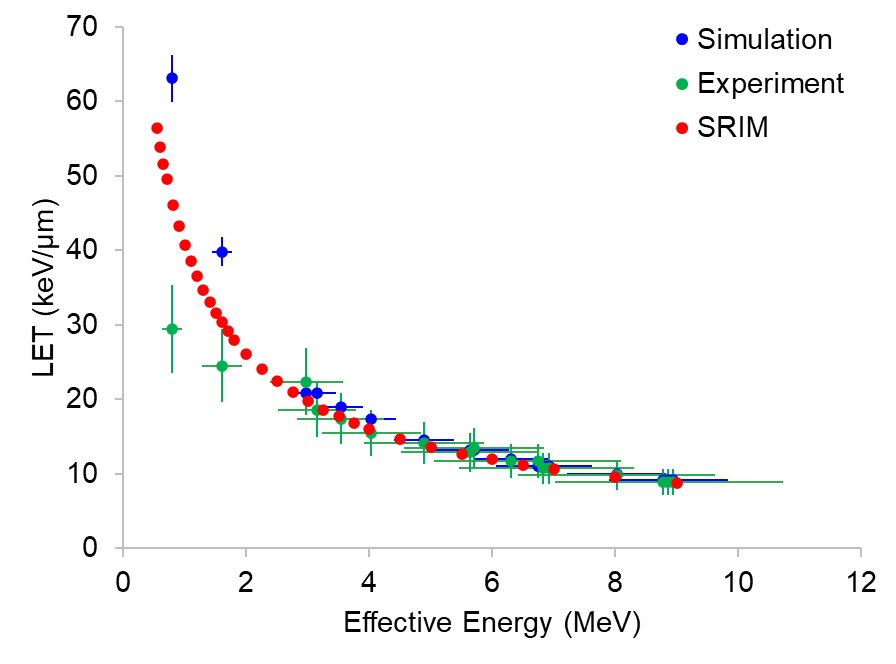 70
60
50
40
30
20
10
0
LET (keV/μm)
0 2 4 6 8 10 12
Effective Energy (MeV)
Simulation
Experiment
SRIM